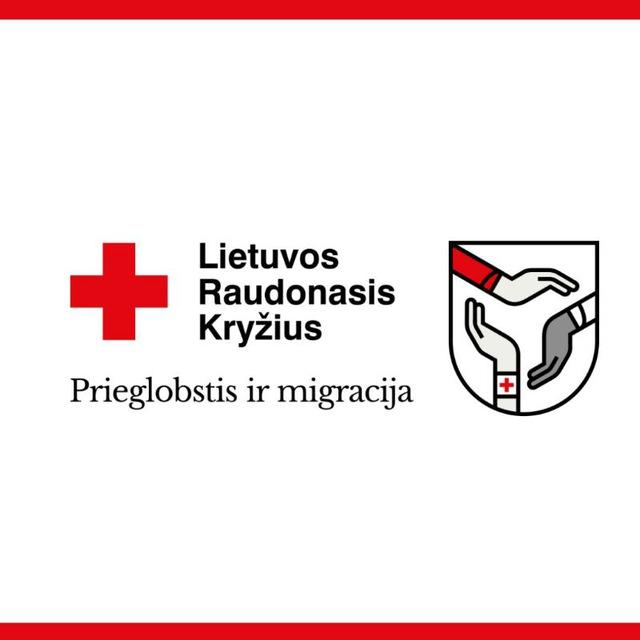 Lietuvos
Raudonasis
Kryžius
Prieglobstis ir migracija